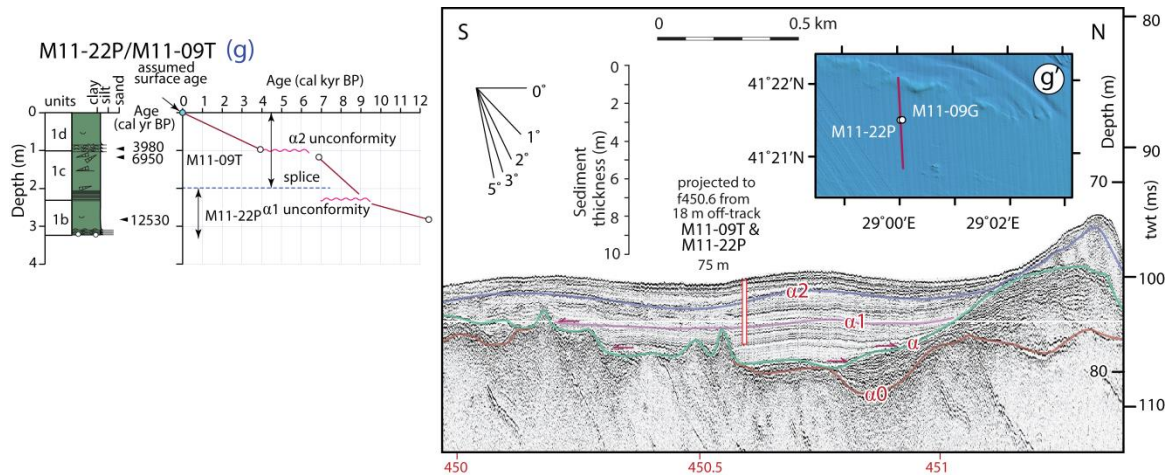 M11-22P/M11-09T (g)
assumed
surface age
Age (cal kyr BP)
units
clay
silt
sand
0 1 2 3 4 5 6 7 8 9 10 11 12
Age
(cal yr BP)
Depth (m)
0
1
2
3
4
1d
1c
1b
3980
6950
12530
α2 unconformity
M11-09T
splice
M11-22P
α1 unconformity
S
0 0.5 km
N
0°
1°
2°
3°
5°
Sediment
thickness (m)
0
2
4
6
8
10
projected to
f450.6 from
18 m off-track
M11-09T &
M11-22P
75 m
41°22′N
41°21′N
g’
M11-09G
M11-22P
29°00′E 29°02′E
Depth (m)
70
80
80
90
100
110
twt (ms)
α2
α1
α
α0
450 450.5 451